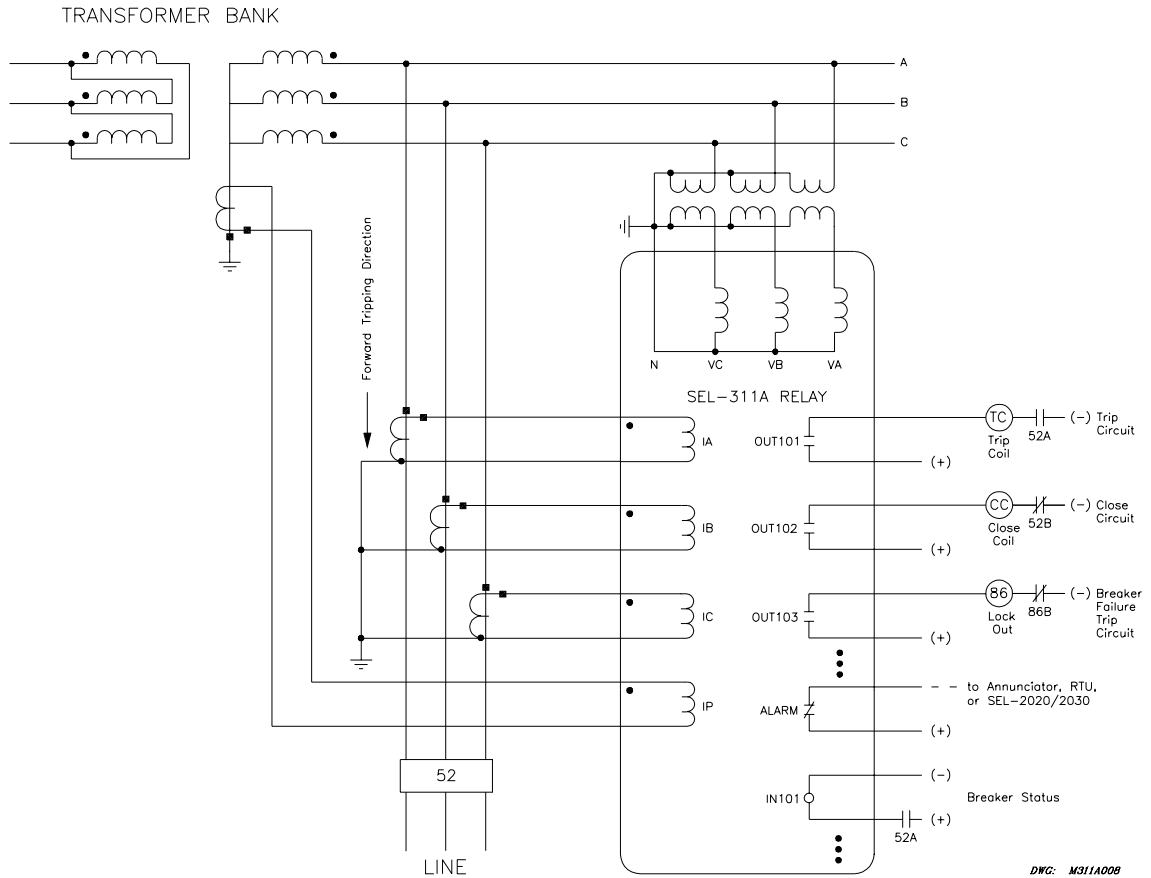 TRANSFORMER BANK
A
B
C
Forward Tripping Direction
N VC VB VA
SEL-311A RELAY
IA
OUT101
(+)
TC
Trip
Coil
52A
(-) Trip
Circuit
IB
OUT102
(+)
CC
Close
Coil
52B
(-) Close
Circuit
IC
OUT103
(+)
86
Lock
Out
86B
(-) Breaker
Failure
Trip
Circuit
IP
ALARM
to Annunciator, RTU,
or SEL-2020/2030
(+)
52
IN101
(-)
Breaker Status
52A
(+)
LINE
DWG: M311A008